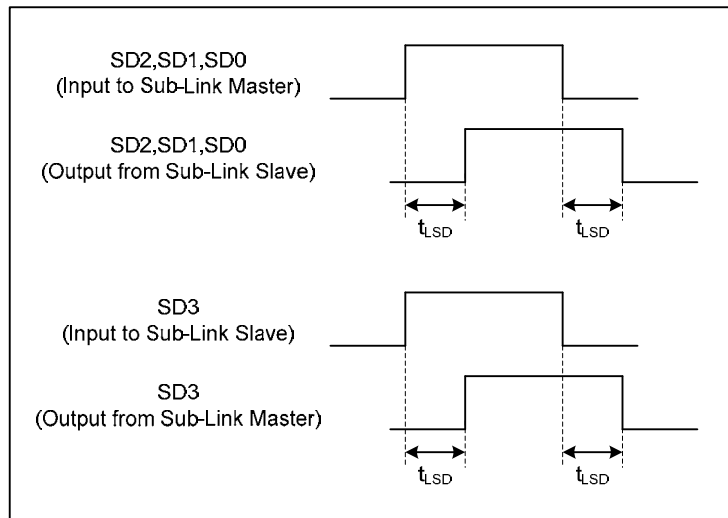 SD2,SD1,SD0
(Input to Sub-Link Master)
SD2,SD1,SD0
(Output from Sub-Link Slave)
tLSD
tLSD
SD3
(Input to Sub-Link Slave)
SD3
(Output from Sub-Link Master)
tLSD
tLSD